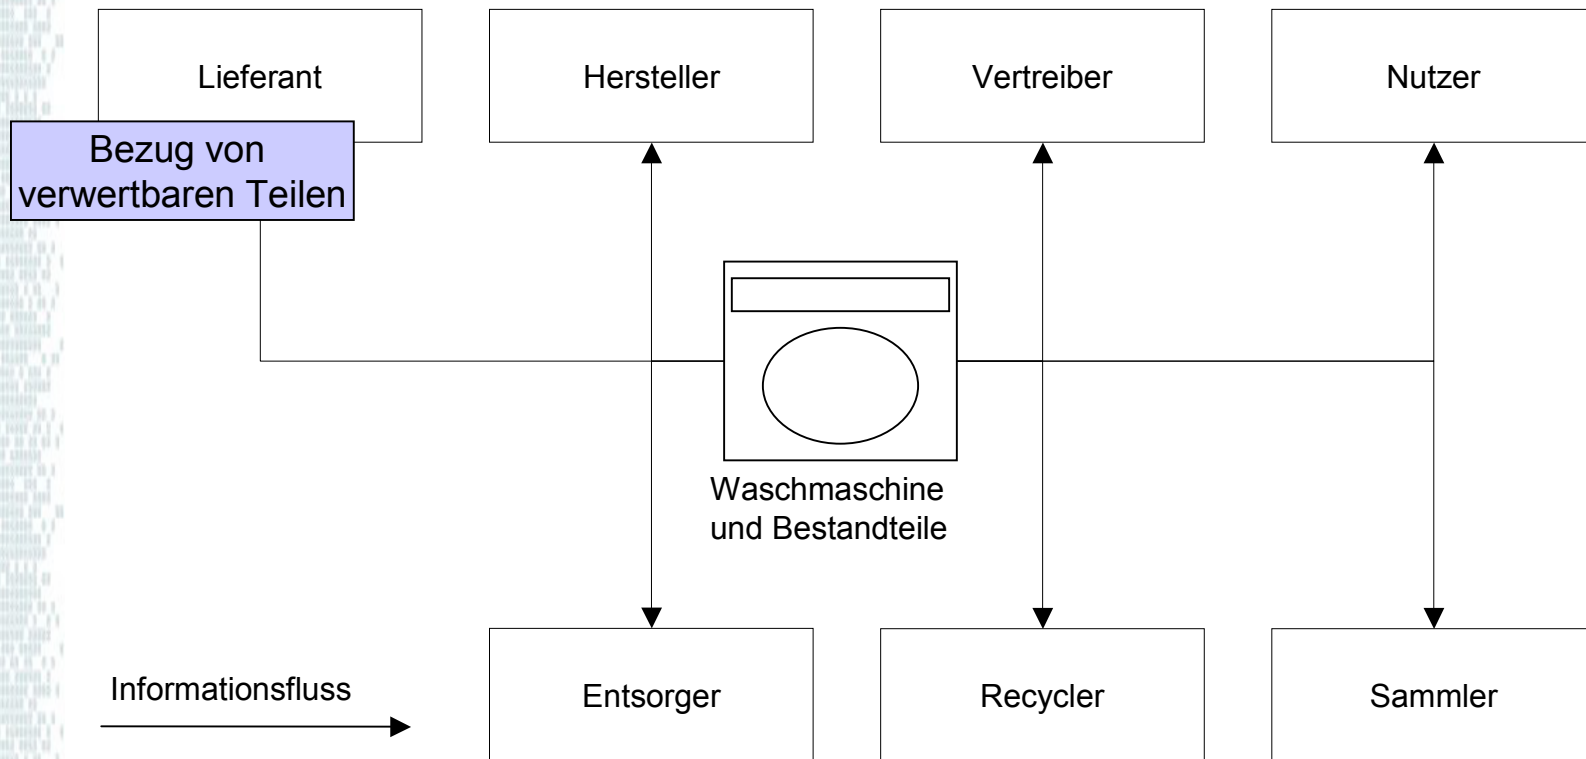 Lieferant
Hersteller
Vertreiber
Nutzer
Bezug von
verwertbaren Teilen
Waschmaschine
und Bestandteile
Informationsfluss
Entsorger
Recycler
Sammler